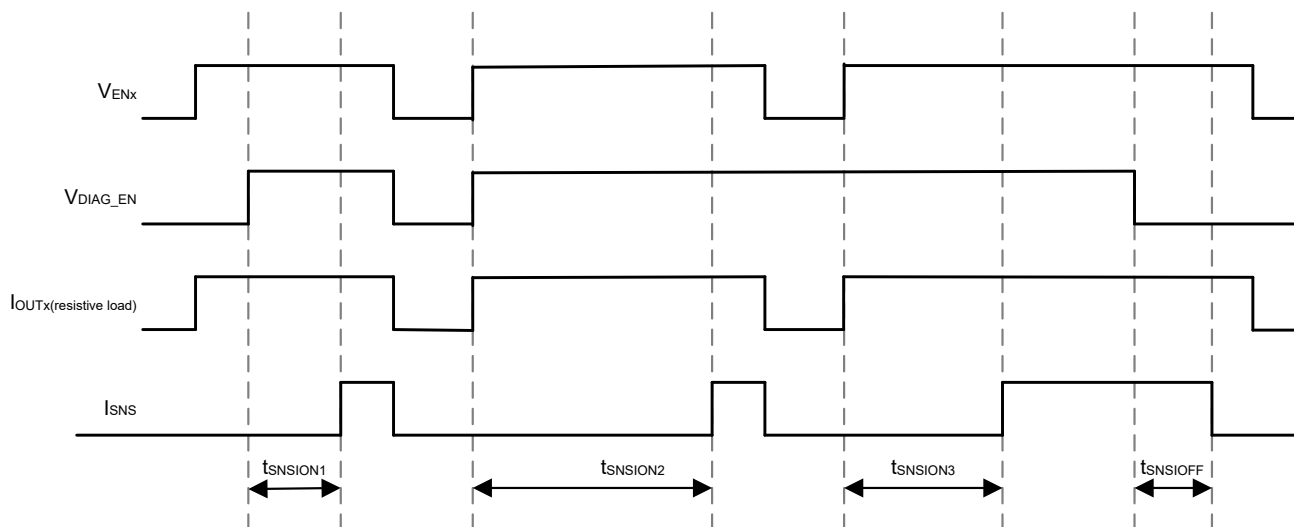 VENx
VDIAG_EN
IOUTx(resistive load)
ISNS
tSNSION1
tSNSION2
tSNSION3
tSNSIOFF